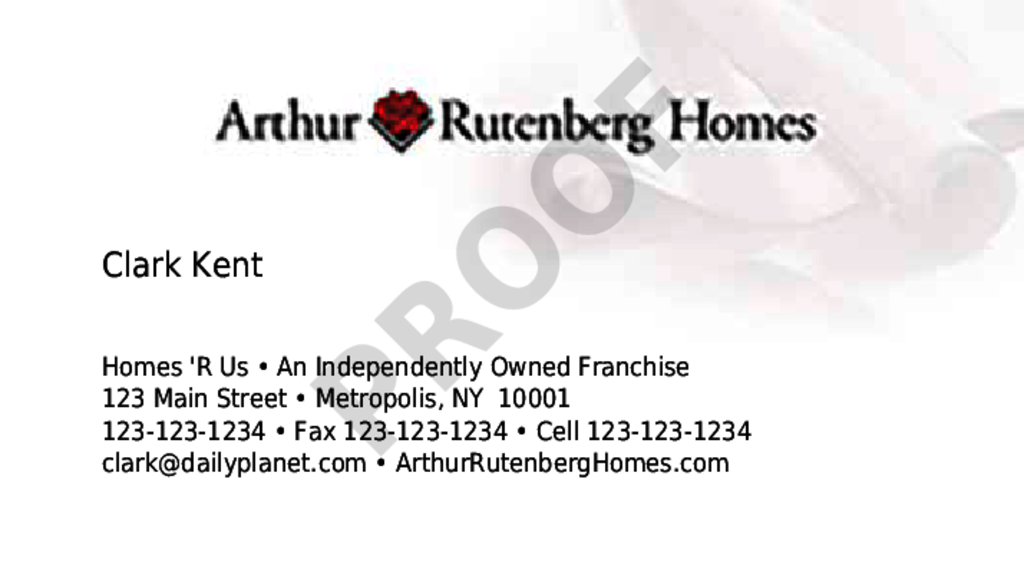 Arthur Rutenberg Homes
PROOF
Clark Kent
Homes 'R Us • An Independently Owned Franchise
123 Main Street • Metropolis, NY  10001
123-123-1234 • Fax 123-123-1234 • Cell 123-123-1234
clark@dailyplanet.com • ArthurRutenbergHomes.com